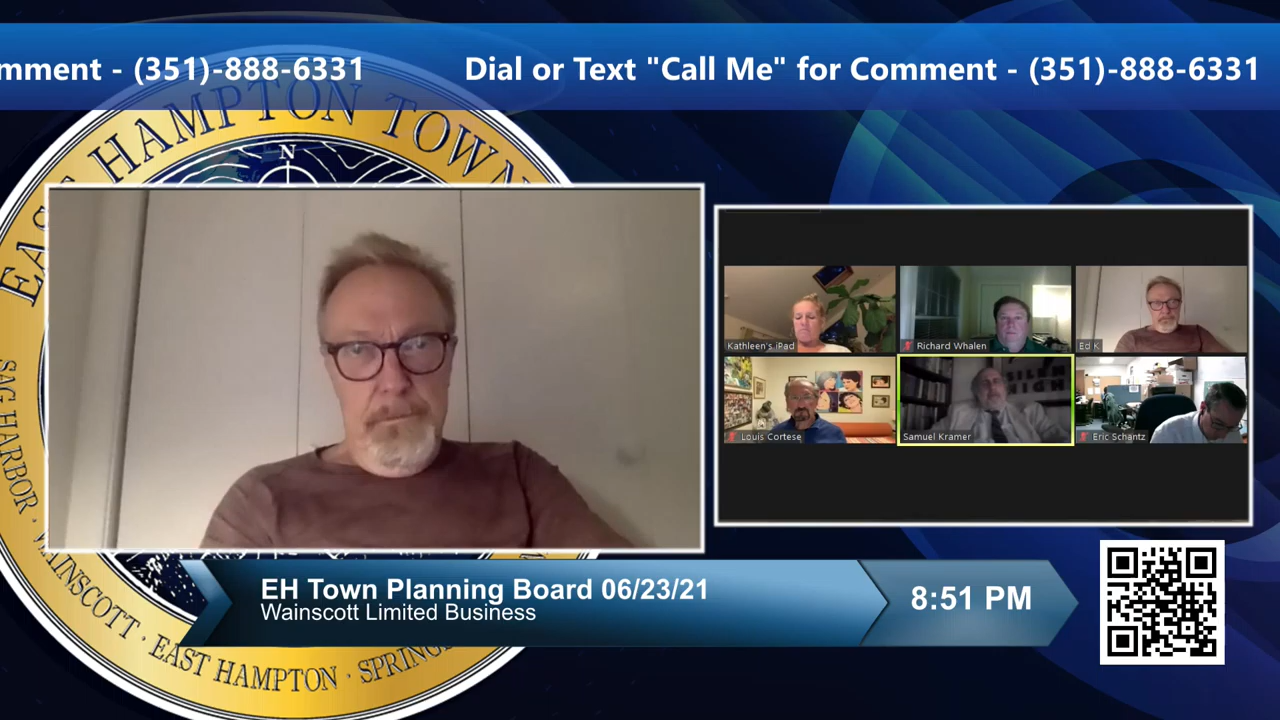 mment - (351)-888-6331 Dial or Text "Call Me" for Comment - (351)-888-6331
HAMPTON TOWN
N
SAG HARBOR · WAINSCOTT · EAST HAMPTON ·
Kathleen's iPad
Richard Whalen
Ed K
Louis Cortese
Samuel Kramer
Eric Schantz
EH Town Planning Board 06/23/21
Wainscott Limited Business
8:51 PM